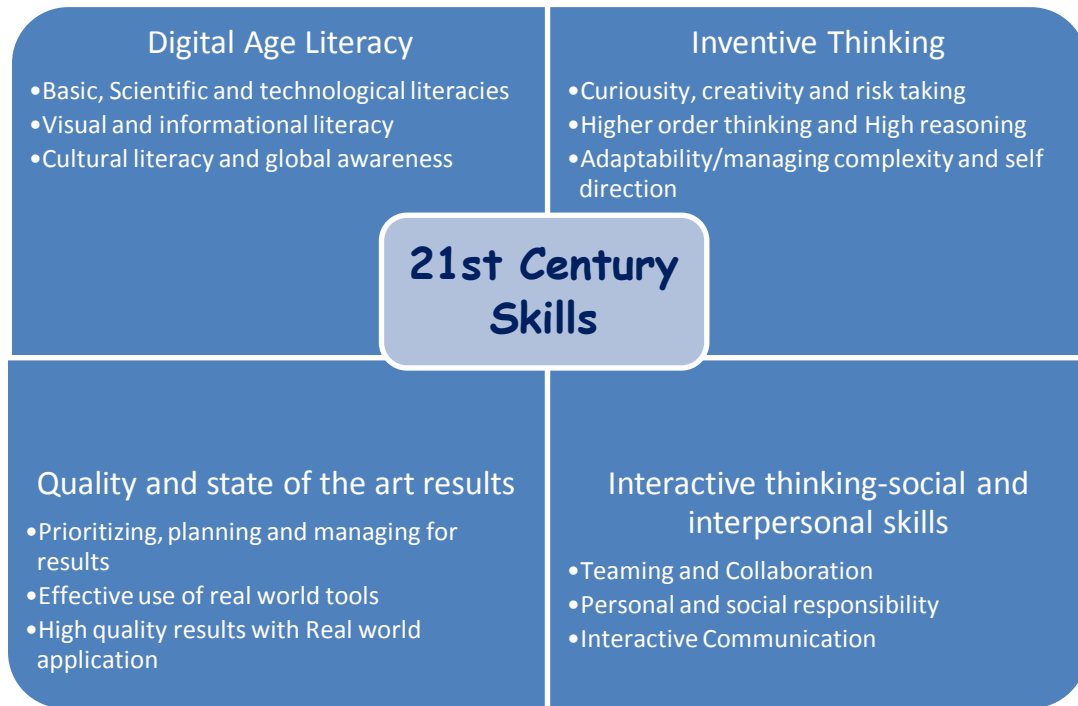 Digital Age Literacy
•Basic, Scientific and technological literacies
•Visual and informational literacy
•Cultural literacy and global awareness
Inventive Thinking
•Curiousity, creativity and risk taking
•Higher order thinking and High reasoning
•Adaptability/managing complexity and self
direction
21st Century
Skills
Quality and state of the art results
•Prioritizing, planning and managing for
results
•Effective use of real world tools
•High quality results with Real world
application
Interactive thinking-social and
interpersonal skills
•Teaming and Collaboration
•Personal and social responsibility
•Interactive Communication